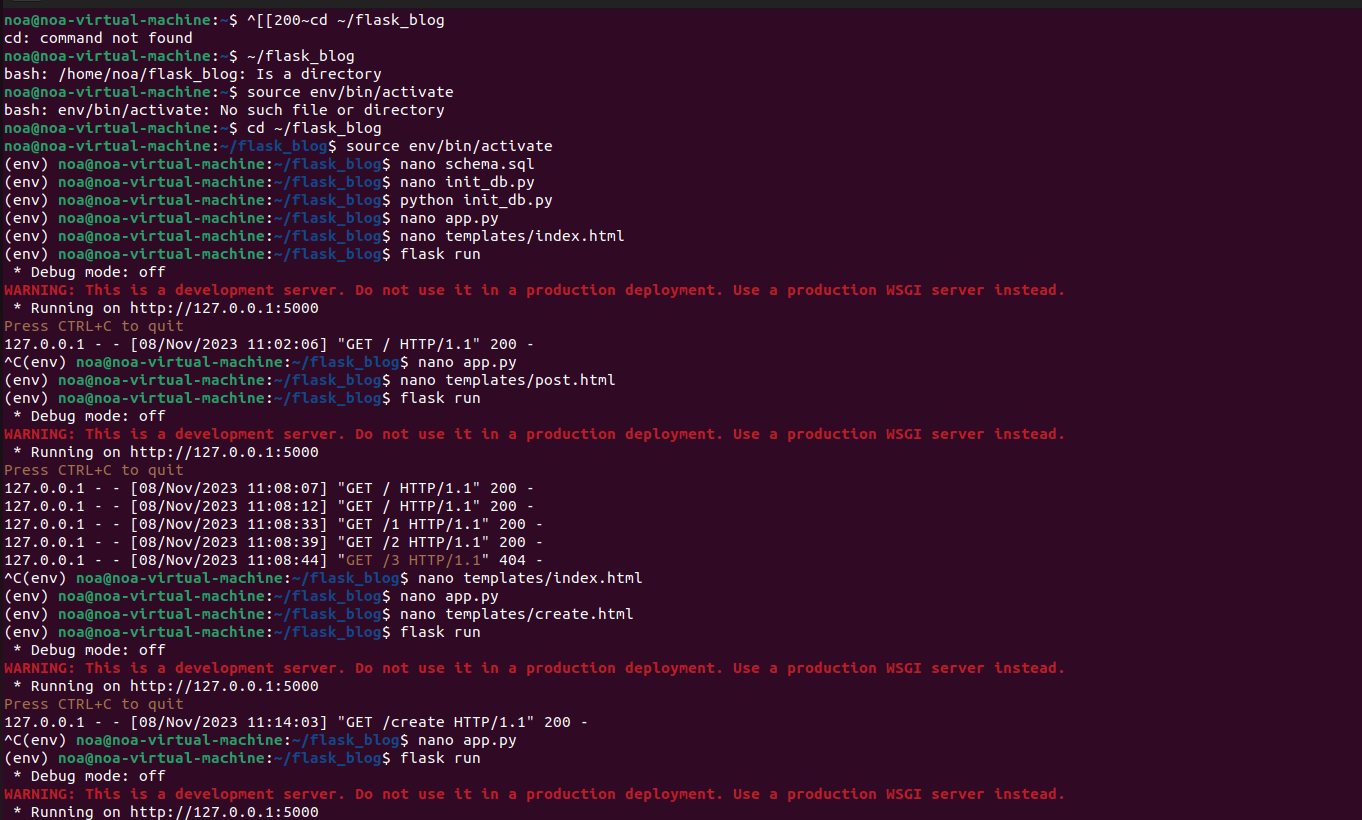 noa@noa-virtual-machine:~$ ^[[200~cd ~/flask_blog
cd: command not found
noa@noa-virtual-machine:~$ ~/flask_blog
bash: /home/noa/flask_blog: Is a directory
noa@noa-virtual-machine:~$ source env/bin/activate
bash: env/bin/activate: No such file or directory
noa@noa-virtual-machine:~$ cd ~/flask_blog
noa@noa-virtual-machine:~/flask_blog$ source env/bin/activate
(env) noa@noa-virtual-machine:~/flask_blog$ nano schema.sql
(env) noa@noa-virtual-machine:~/flask_blog$ nano init_db.py
(env) noa@noa-virtual-machine:~/flask_blog$ python init_db.py
(env) noa@noa-virtual-machine:~/flask_blog$ nano app.py
(env) noa@noa-virtual-machine:~/flask_blog$ nano templates/index.html
(env) noa@noa-virtual-machine:~/flask_blog$ flask run
 * Debug mode: off
WARNING: This is a development server. Do not use it in a production deployment. Use a production WSGI server instead.
 * Running on http://127.0.0.1:5000
Press CTRL+C to quit
127.0.0.1 - - [08/Nov/2023 11:02:06] "GET / HTTP/1.1" 200 -
^C(env) noa@noa-virtual-machine:~/flask_blog$ nano app.py
(env) noa@noa-virtual-machine:~/flask_blog$ nano templates/post.html
(env) noa@noa-virtual-machine:~/flask_blog$ flask run
 * Debug mode: off
WARNING: This is a development server. Do not use it in a production deployment. Use a production WSGI server instead.
 * Running on http://127.0.0.1:5000
Press CTRL+C to quit
127.0.0.1 - - [08/Nov/2023 11:08:07] "GET / HTTP/1.1" 200 -
127.0.0.1 - - [08/Nov/2023 11:08:12] "GET / HTTP/1.1" 200 -
127.0.0.1 - - [08/Nov/2023 11:08:33] "GET /1 HTTP/1.1" 200 -
127.0.0.1 - - [08/Nov/2023 11:08:39] "GET /2 HTTP/1.1" 200 -
127.0.0.1 - - [08/Nov/2023 11:08:44] "GET /3 HTTP/1.1" 404 -
^C(env) noa@noa-virtual-machine:~/flask_blog$ nano templates/index.html
(env) noa@noa-virtual-machine:~/flask_blog$ nano app.py
(env) noa@noa-virtual-machine:~/flask_blog$ nano templates/create.html
(env) noa@noa-virtual-machine:~/flask_blog$ flask run
 * Debug mode: off
WARNING: This is a development server. Do not use it in a production deployment. Use a production WSGI server instead.
 * Running on http://127.0.0.1:5000
Press CTRL+C to quit
127.0.0.1 - - [08/Nov/2023 11:14:03] "GET /create HTTP/1.1" 200 -
^C(env) noa@noa-virtual-machine:~/flask_blog$ nano app.py
(env) noa@noa-virtual-machine:~/flask_blog$ flask run
 * Debug mode: off
WARNING: This is a development server. Do not use it in a production deployment. Use a production WSGI server instead.
 * Running on http://127.0.0.1:5000